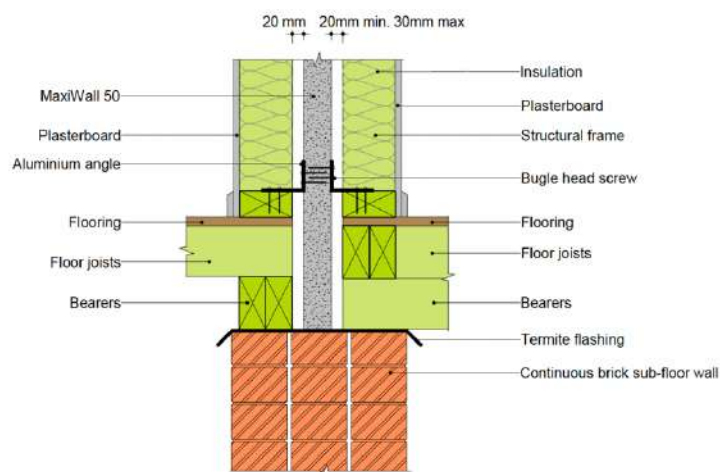 20 mm
20mm min. 30mm max
MaxiWall 50
Plasterboard
Aluminium angle
Flooring
Floor joists
Bearers
Insulation
Plasterboard
Structural frame
Bugle head screw
Flooring
Floor joists
Bearers
Termite flashing
Continuous brick sub-floor wall